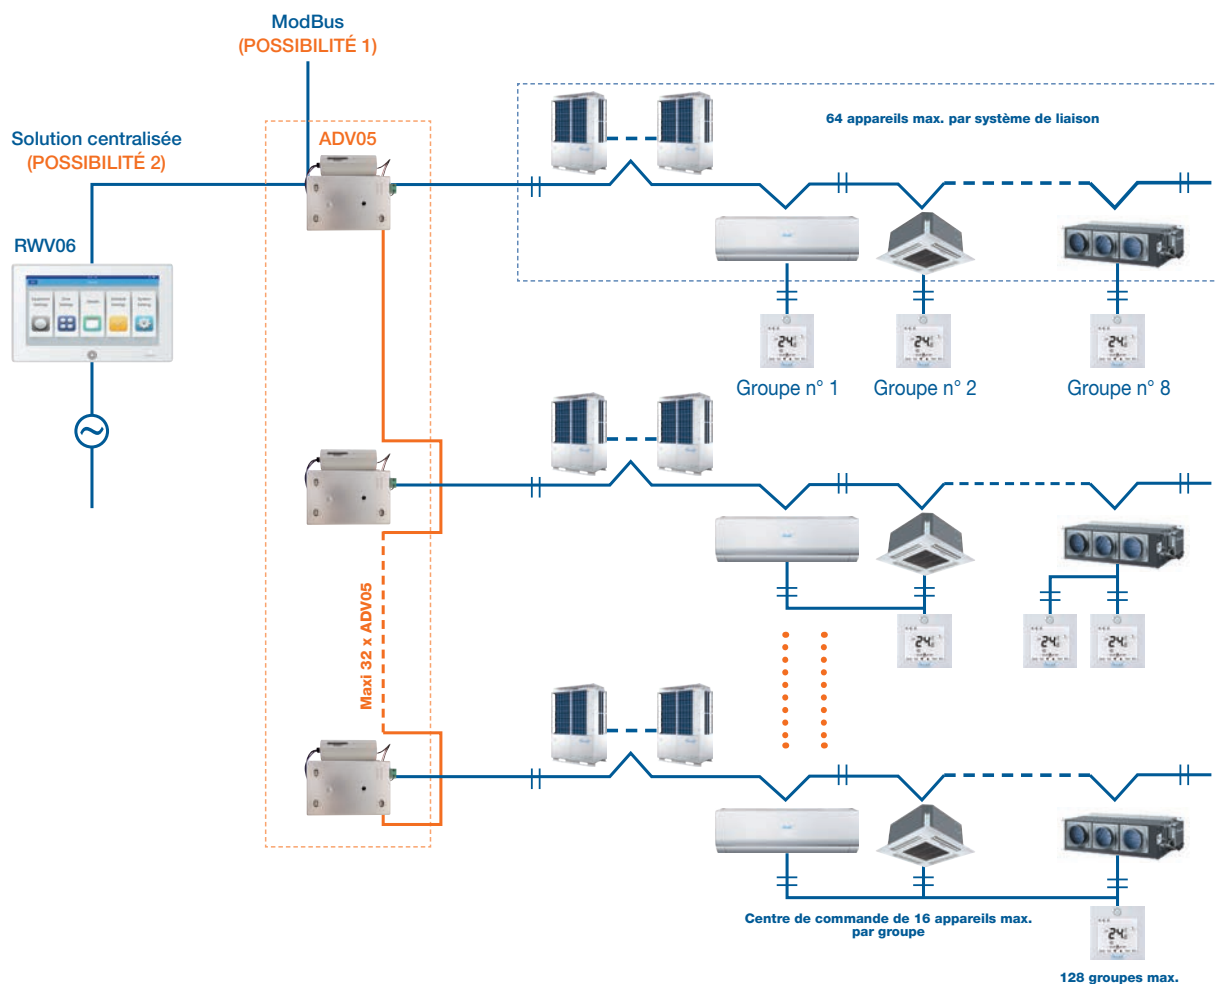 ModBus
(POSSIBILITÉ 1)
Solution centralisée
(POSSIBILITÉ 2)
ADV05
64 appareils max. par système de liaison
RWV06
Groupe n° 1
Groupe n° 2
Groupe n° 8
Maxi 32 x ADV05
Centre de commande de 16 appareils max.
par groupe
128 groupes max.